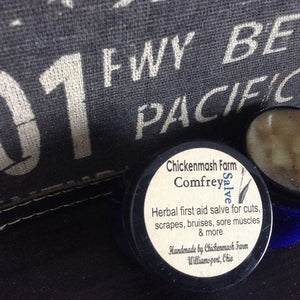 01 FWY BE
PACIFIC
Chickenmash Farm
Comfrey
Salve
Herbal first aid salve for cuts,
scrapes, bruises, sore muscles
& more
Handmade by Chickenmash Farm
Williamsport, Ohio